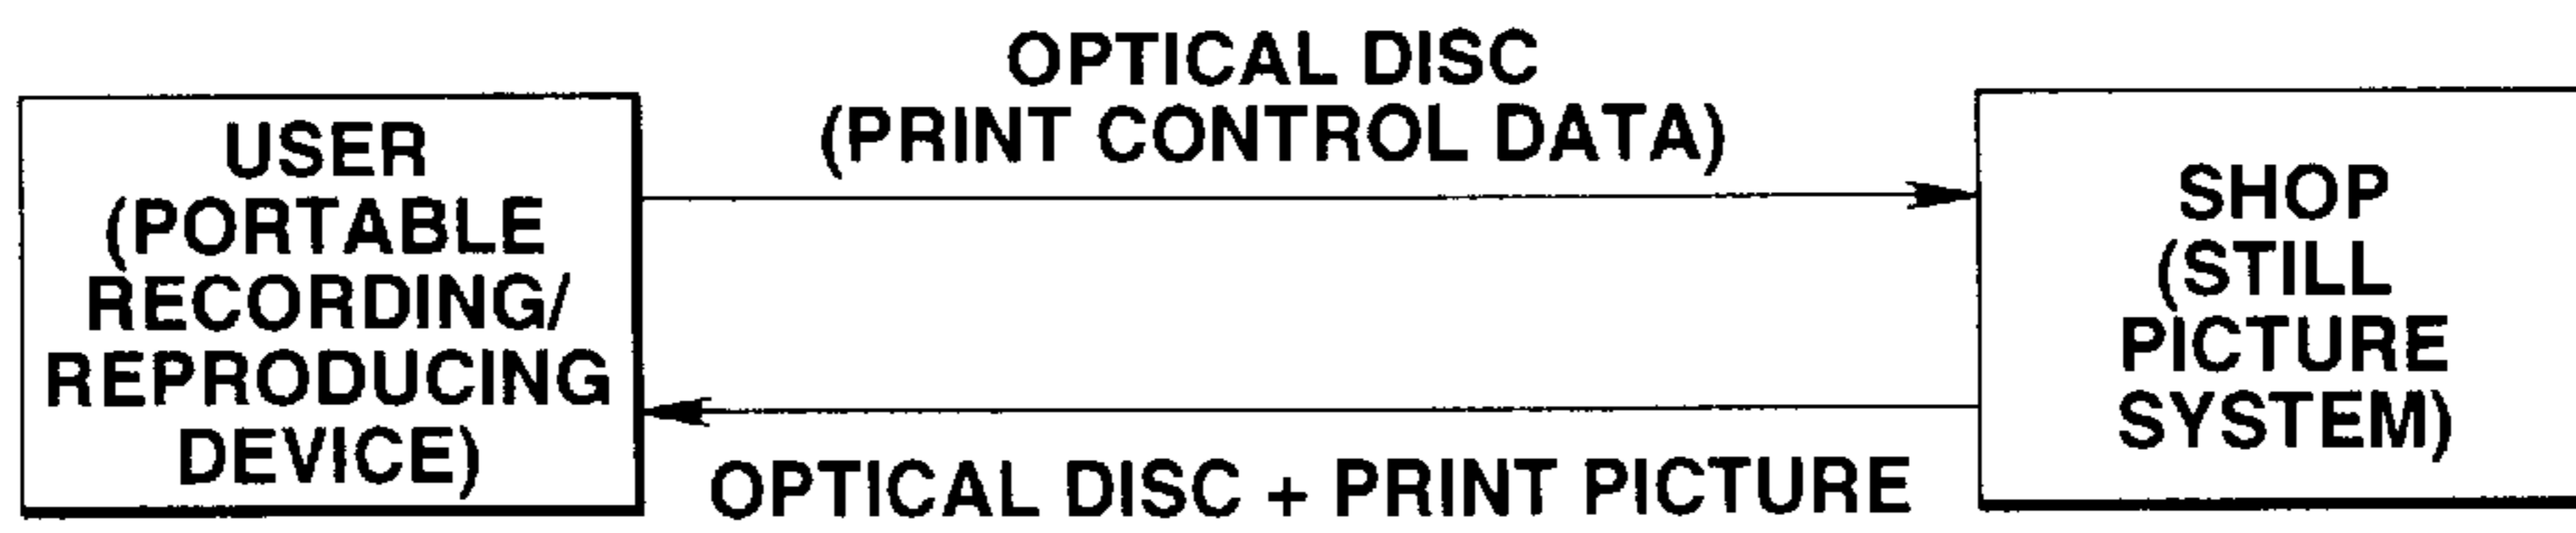 USER
(PORTABLE
RECORDING/
REPRODUCING
DEVICE)
OPTICAL DISC
(PRINT CONTROL DATA)
OPTICAL DISC + PRINT PICTURE
SHOP
(STILL
PICTURE
SYSTEM)